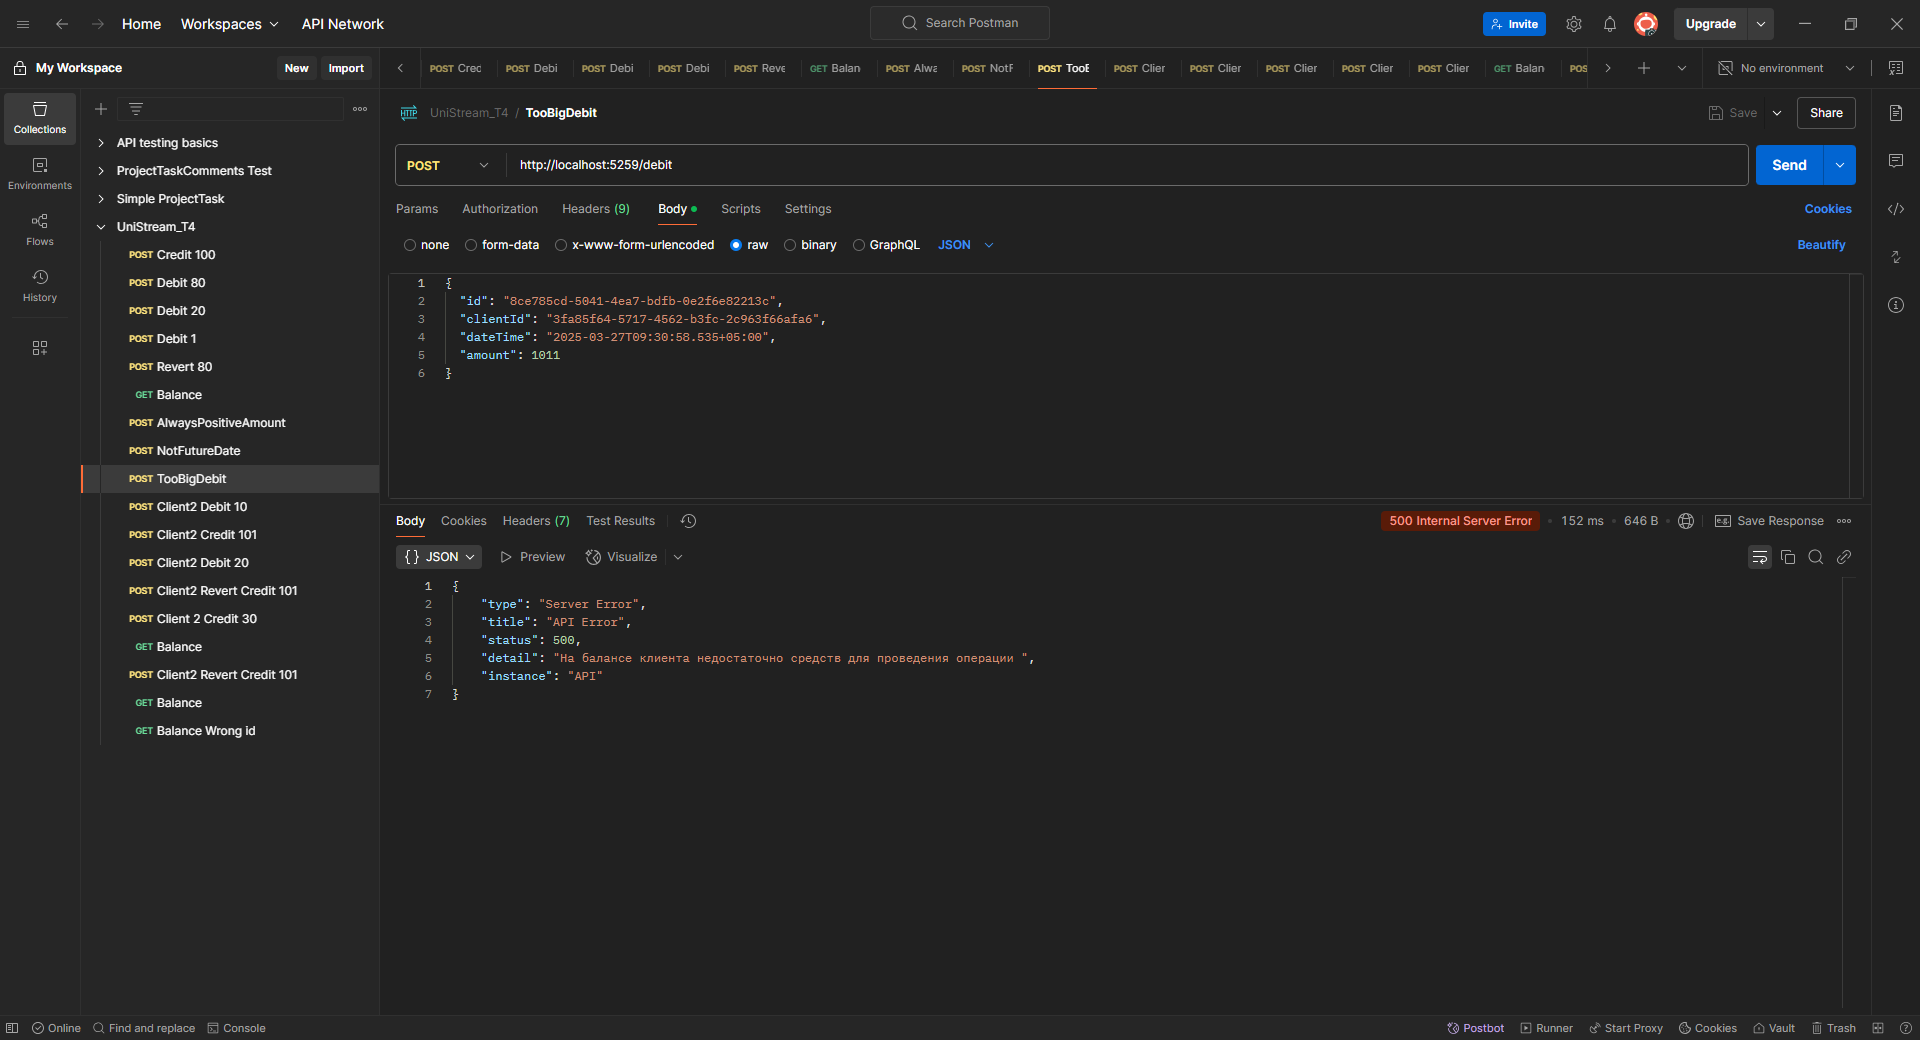 Home Workspaces API Network Search Postman Invite Upgrade
My Workspace New Import POST Cred POST Debi POST Debi POST Debi POST Reve GET Balan POST Alwa POST NotF POST TooB POST Clier POST Clier POST Clier POST Clier POST Clier GET Balan POS No environment
Collections
Environments
Flows
History
API testing basics
ProjectTaskComments Test
Simple ProjectTask
UniStream_T4
POST Credit 100
POST Debit 80
POST Debit 20
POST Debit 1
POST Revert 80
GET Balance
POST AlwaysPositiveAmount
POST NotFutureDate
POST TooBigDebit
POST Client2 Debit 10
POST Client2 Credit 101
POST Client2 Debit 20
POST Client2 Revert Credit 101
POST Client 2 Credit 30
GET Balance
POST Client2 Revert Credit 101
GET Balance
GET Balance Wrong id
HTTP UniStream_T4 / TooBigDebit Save Share
POST http://localhost:5259/debit Send
Params Authorization Headers (9) Body Scripts Settings Cookies
none form-data x-www-form-urlencoded raw binary GraphQL JSON Beautify
1 {
2 "id": "8ce785cd-5041-4ea7-bdfb-0e2f6e82213c",
3 "clientId": "3fa85f64-5717-4562-b3fc-2c963f66afa6",
4 "dateTime": "2025-03-27T09:30:58.535+05:00",
5 "amount": 1011
6 }
Body Cookies Headers (7) Test Results 500 Internal Server Error 152 ms 646 B e.g. Save Response
{} JSON Preview Visualize
1 {
2 "type": "Server Error",
3 "title": "API Error",
4 "status": 500,
5 "detail": "На балансе клиента недостаточно средств для проведения операции ",
6 "instance": "API"
7 }
Online Find and replace Console Postbot Runner Start Proxy Cookies Vault Trash